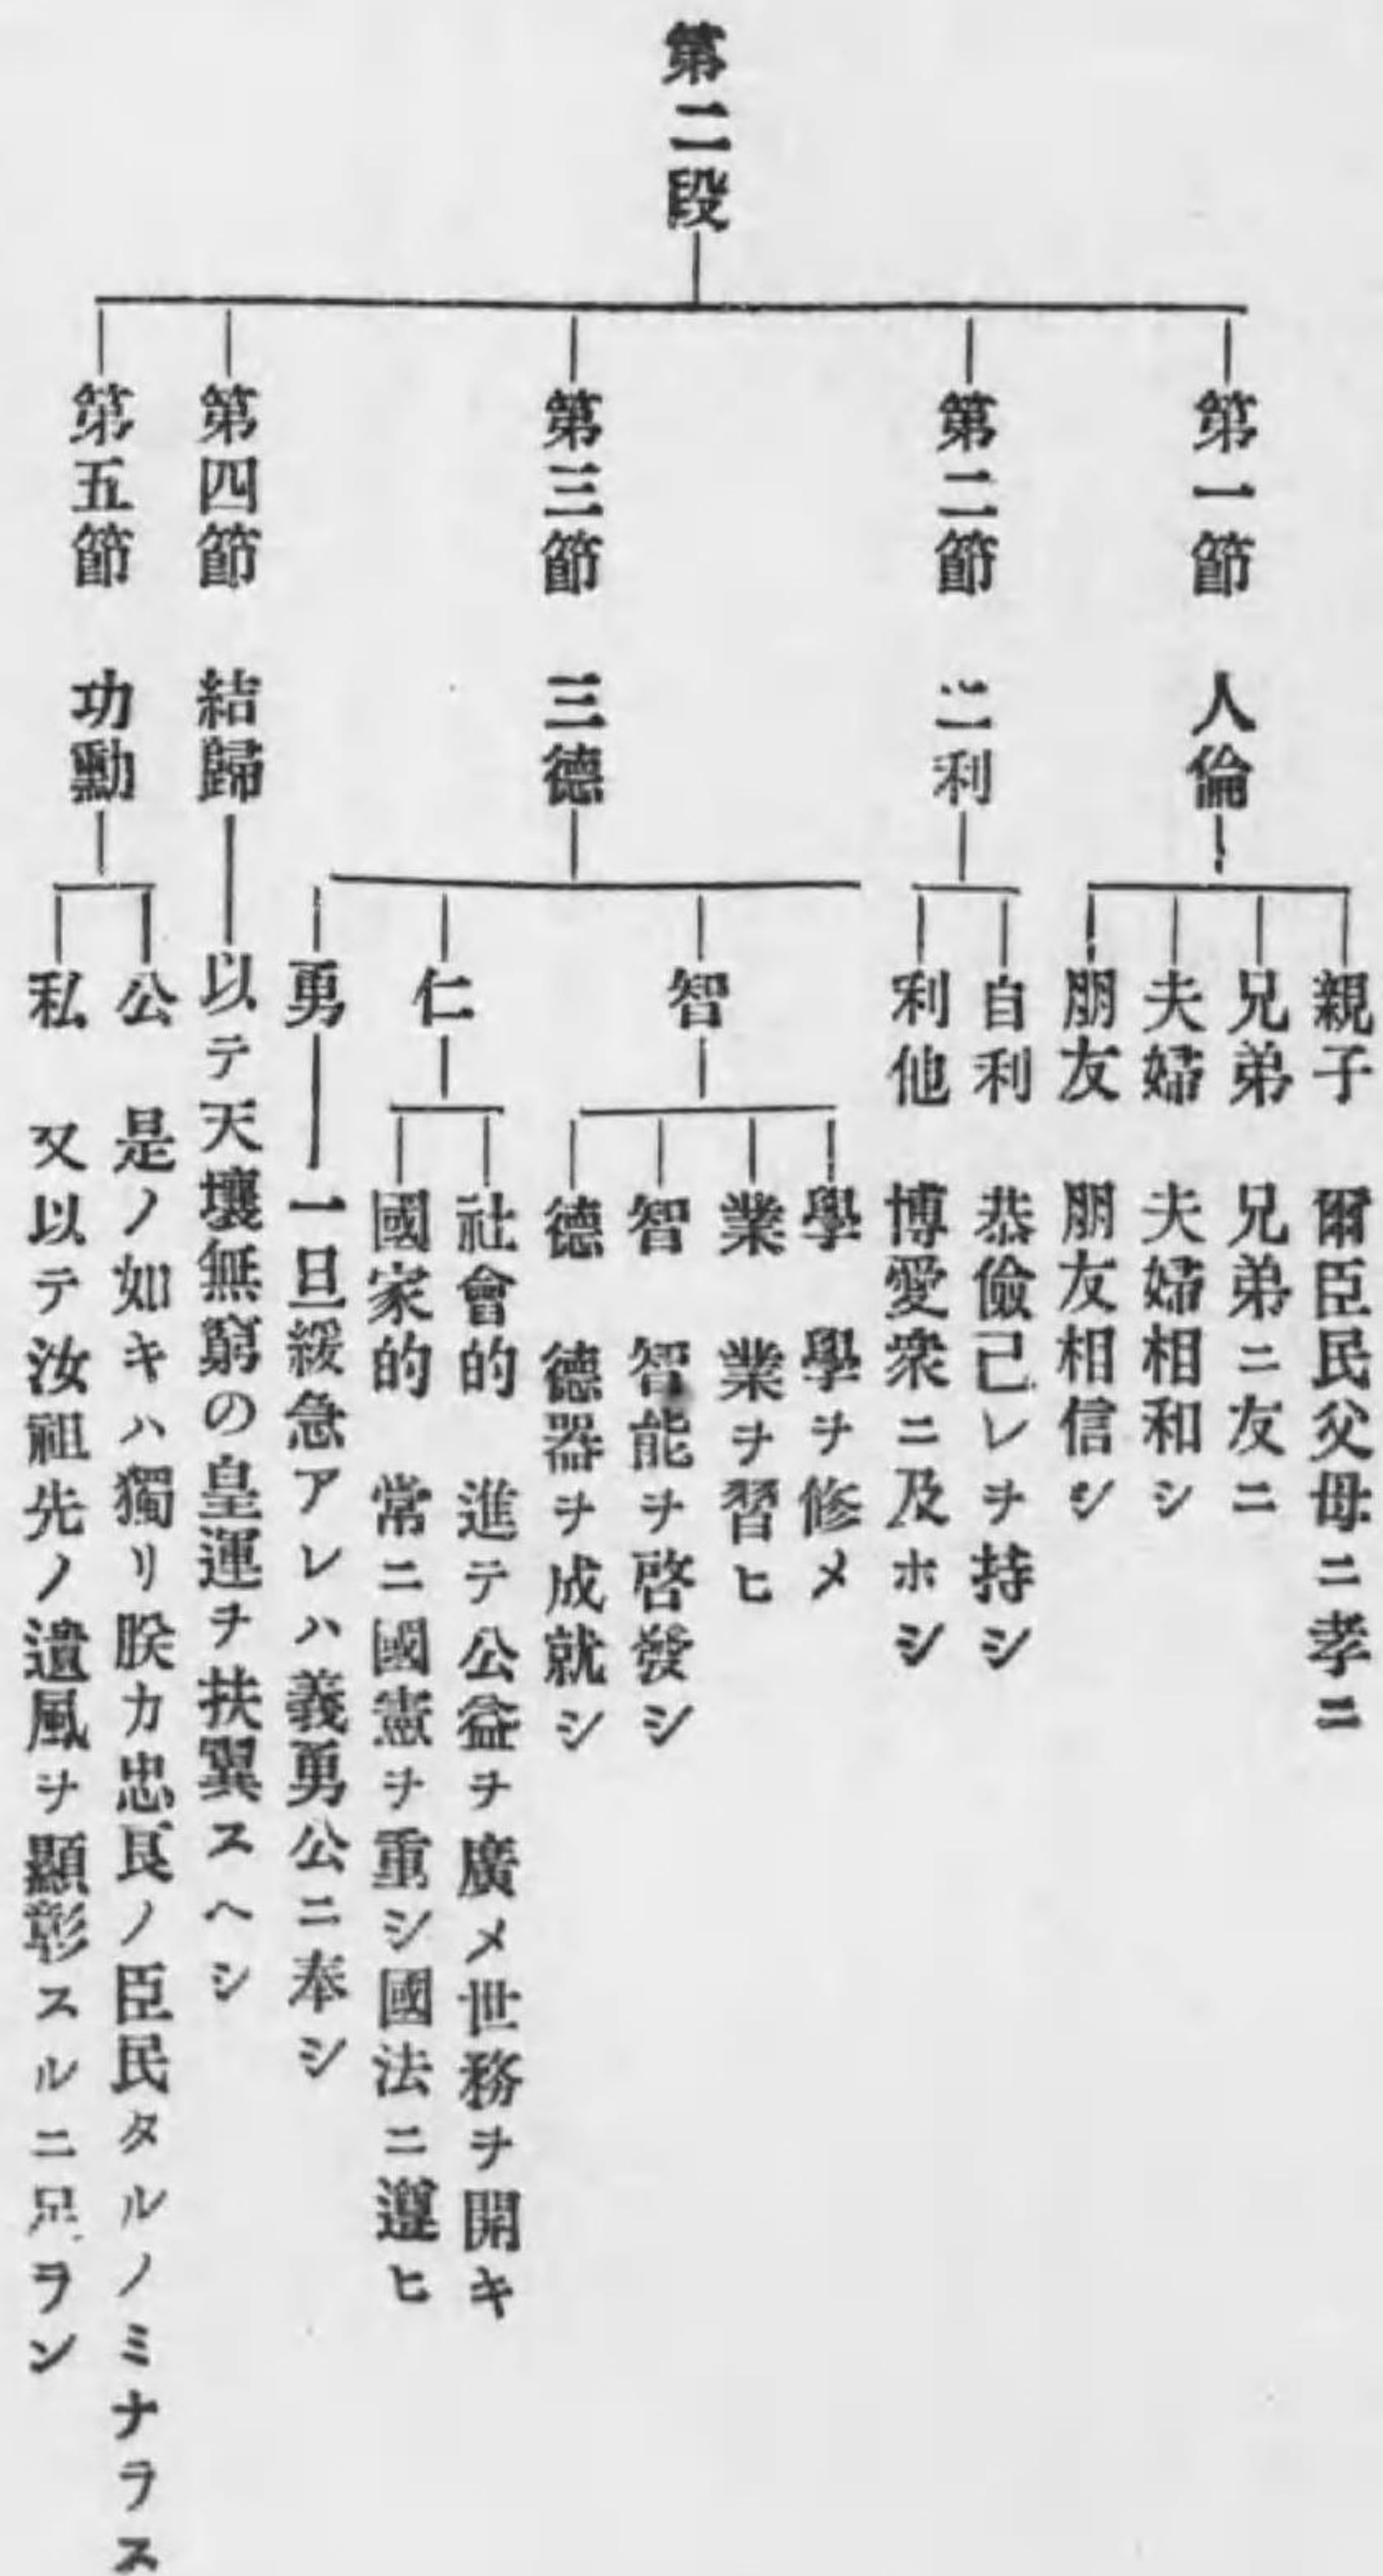 第二段
第一節 人倫
親子 爾臣民父母ニ孝ニ
兄弟 兄弟ニ友ニ
夫婦 夫婦相和シ
朋友 朋友相信シ
第二節 二利
自利 恭儉己レヲ持シ
利他 博愛衆ニ及ホシ
第三節 三德
智
學 學ヲ修メ
業 業ヲ習ヒ
智 智能ヲ啓發シ
德 德器ヲ成就シ
仁
社會的 進テ公益ヲ廣メ世務ヲ開キ
國家的 常ニ國憲ヲ重シ國法ニ遵ヒ
勇 一旦緩急アレハ義勇公ニ奉シ
第四節 結歸 以テ天壤無窮の皇運ヲ扶翼スヘシ
第五節 功勳
公 是ノ如キハ獨リ朕カ忠良ノ臣民タルノミナラス
私 又以テ汝祖先ノ遺風ヲ顯彰スルニ足ラン